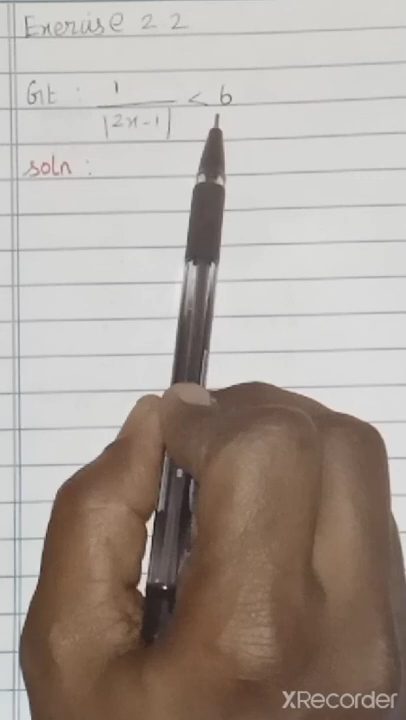 Exercise 2 2
Gt : 1 / |2x-1| < 6
soln :
XRecorder